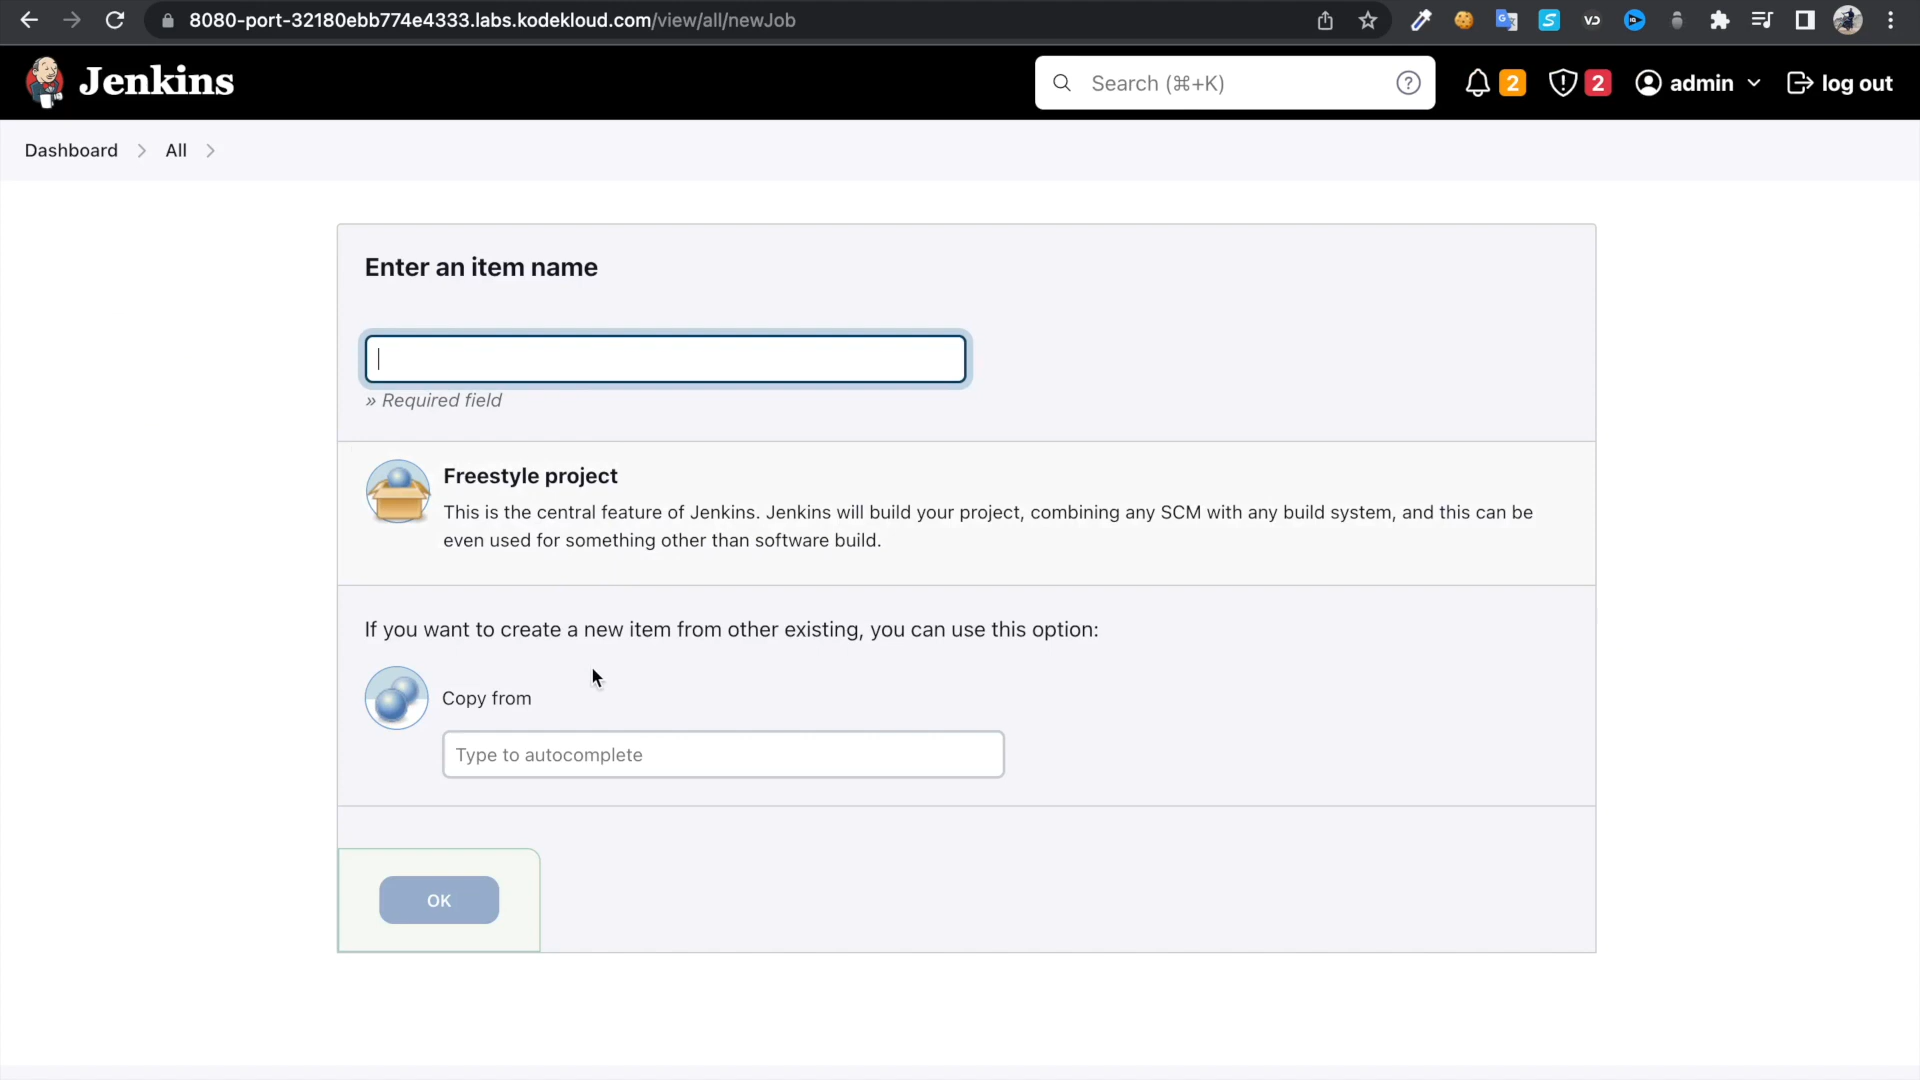 8080-port-32180ebb774e4333.labs.kodekloud.com/view/all/newJob
Jenkins
Search (⌘+K)
2
2
admin
log out
Dashboard
All
Enter an item name
» Required field
Freestyle project
This is the central feature of Jenkins. Jenkins will build your project, combining any SCM with any build system, and this can be
even used for something other than software build.
If you want to create a new item from other existing, you can use this option:
Copy from
Type to autocomplete
OK